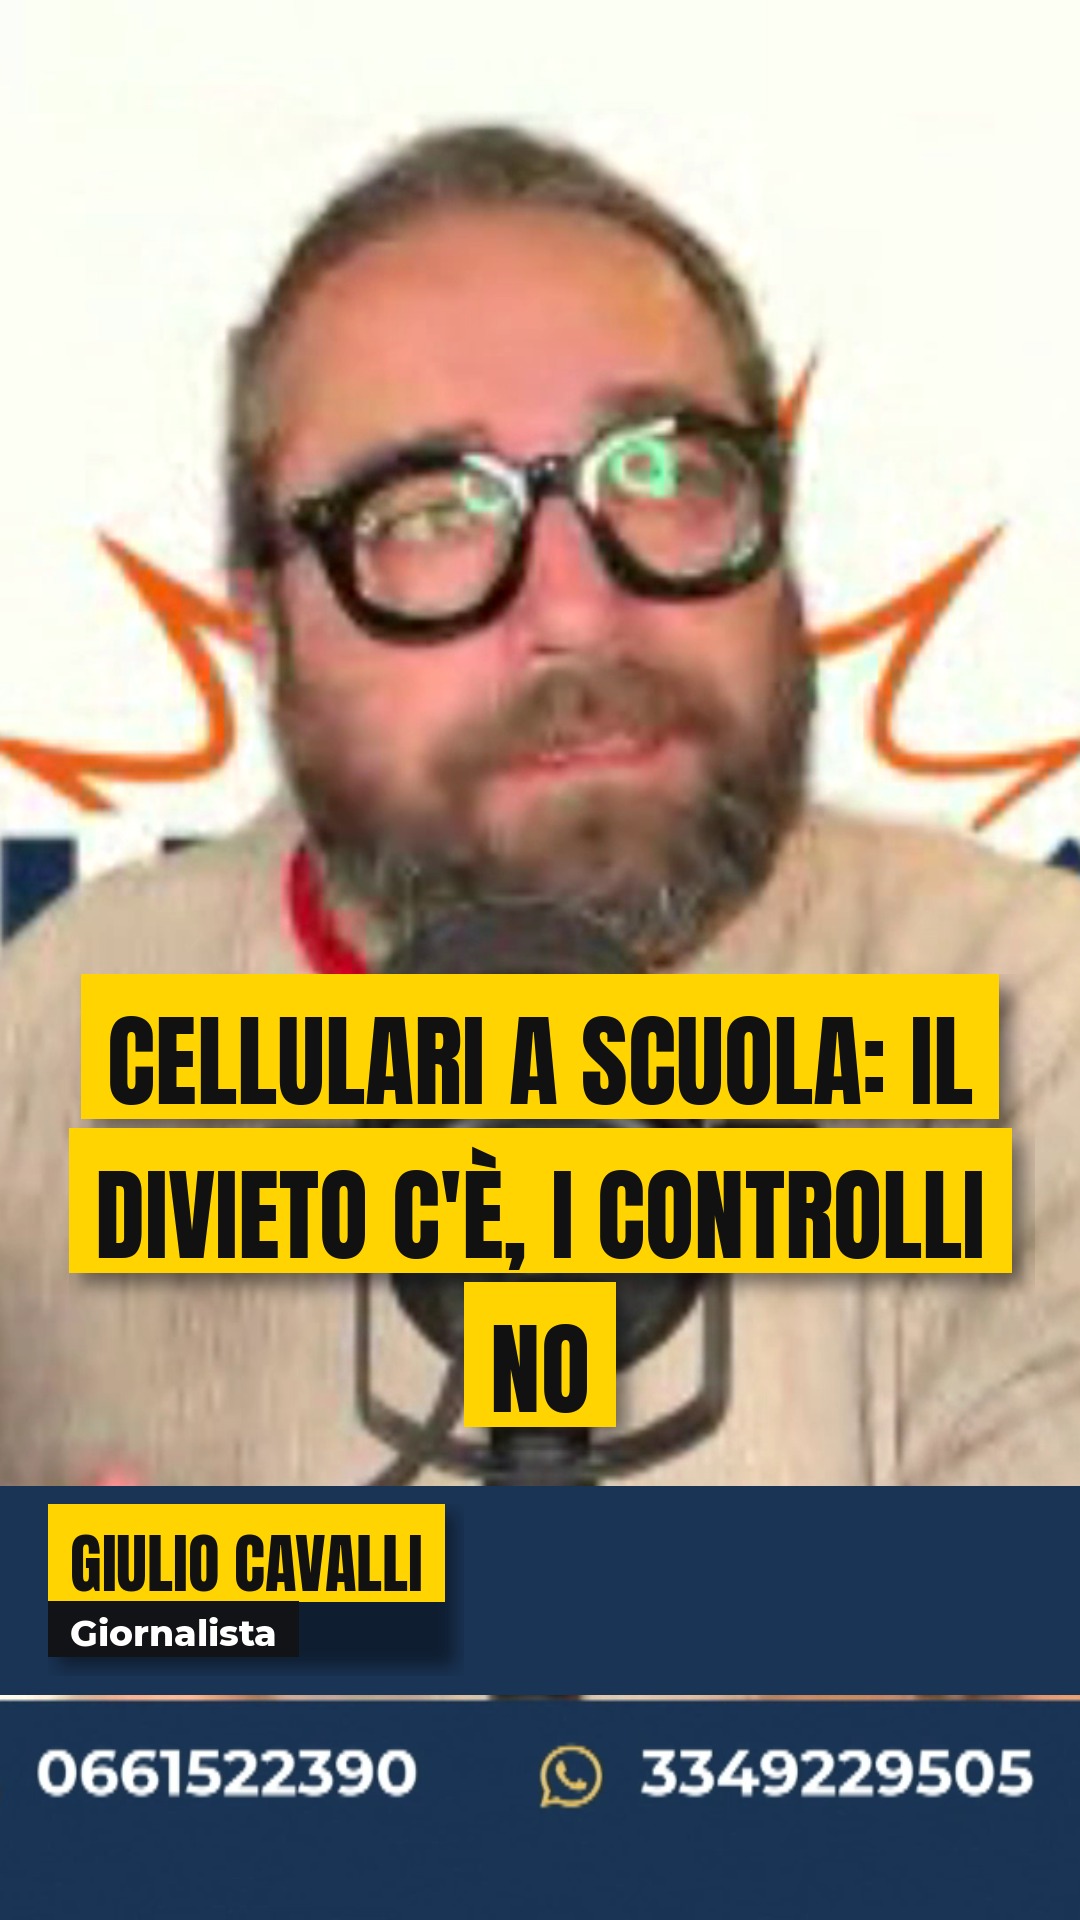 CELLULARI A SCUOLA: IL
DIVIETO C'È, I CONTROLLI
NO
GIULIO CAVALLI
Giornalista
0661522390
3349229505